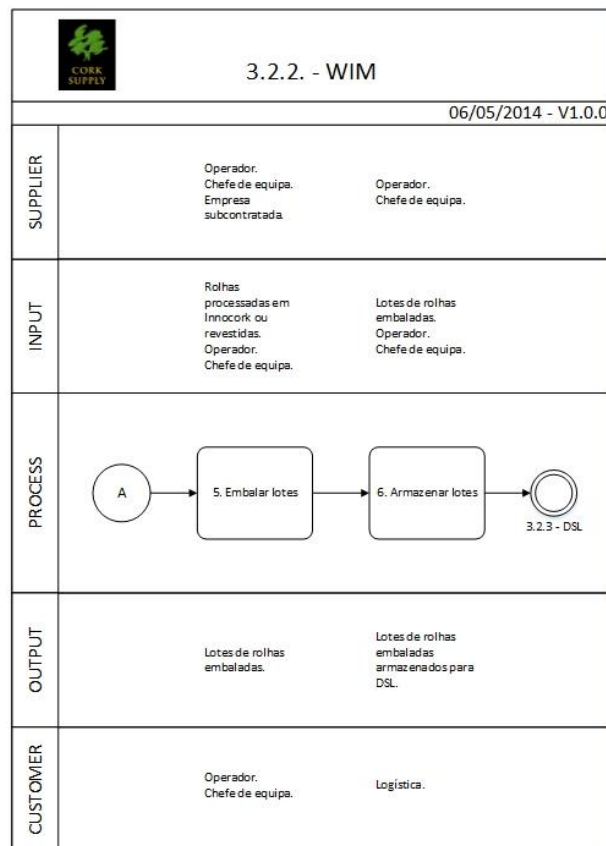 CORK
SUPPLY
3.2.2. - WIM
06/05/2014 - V1.0.0
SUPPLIER
Operador.
Chefe de equipa.
Empresa
subcontratada.
Operador.
Chefe de equipa.
INPUT
Rolhas
processadas em
Innocork ou
revestidas.
Operador.
Chefe de equipa.
Lotes de rolhas
embaladas.
Operador.
Chefe de equipa.
PROCESS
A
5. Embalar lotes
6. Armazenar lotes
3.2.3 - DSL
OUTPUT
Lotes de rolhas
embaladas.
Lotes de rolhas
embaladas
armazenados para
DSL.
CUSTOMER
Operador.
Chefe de equipa.
Logística.